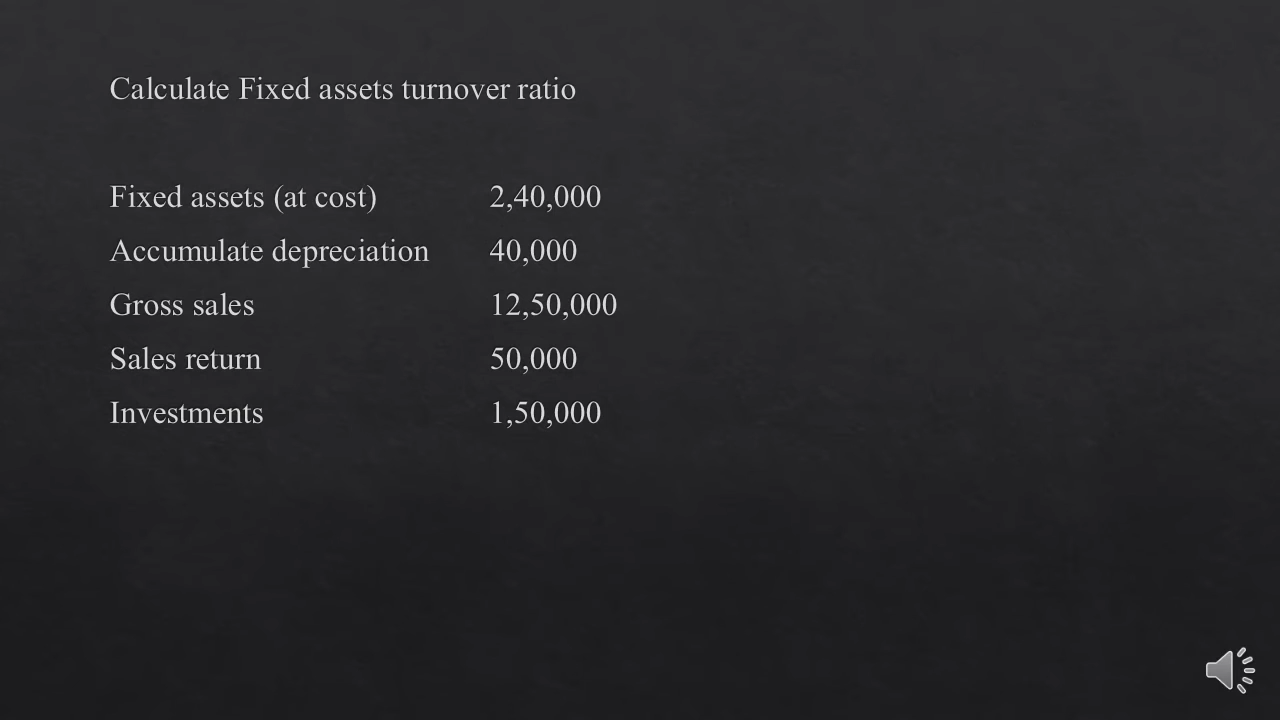 Calculate Fixed assets turnover ratio
Fixed assets (at cost) 2,40,000
Accumulate depreciation 40,000
Gross sales 12,50,000
Sales return 50,000
Investments 1,50,000